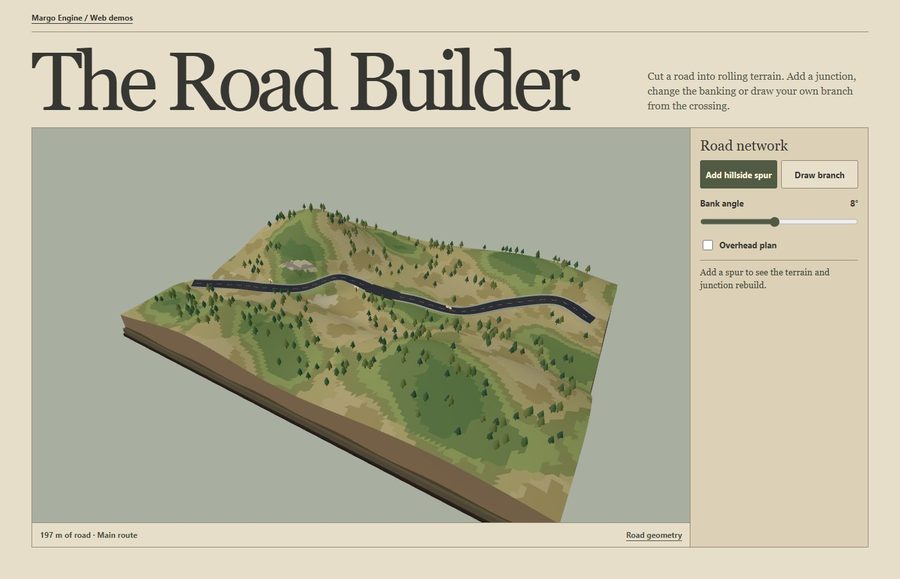 Margo Engine / Web demos
The Road Builder
Cut a road into rolling terrain. Add a junction,
change the banking or draw your own branch
from the crossing.
Road network
Add hillside spur
Draw branch
Bank angle
8°
Overhead plan
Add a spur to see the terrain and
junction rebuild.
197 m of road · Main route
Road geometry